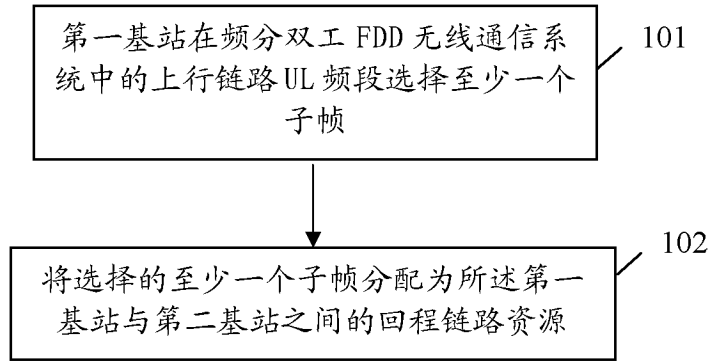 第一基站在频分双工 FDD 无线通信系
统中的上行链路 UL 频段选择至少一个
子帧
101
将选择的至少一个子帧分配为所述第一
基站与第二基站之间的回程链路资源
102